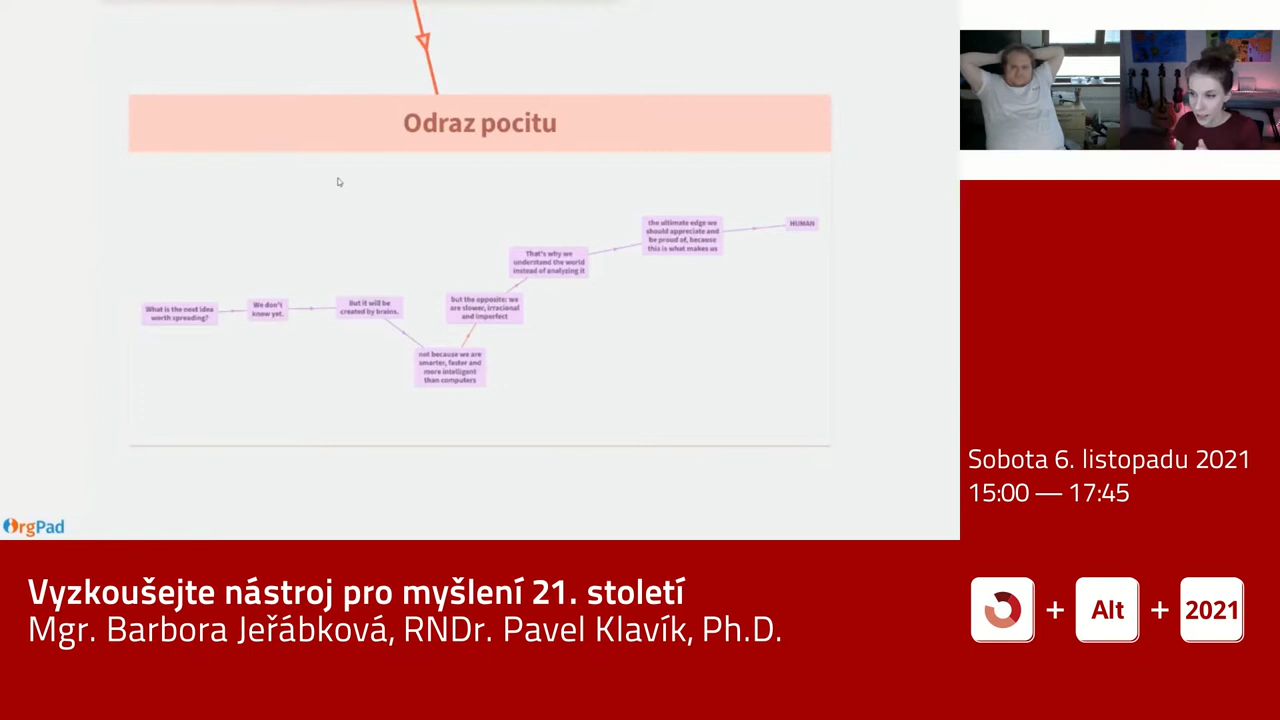 Odraz pocitu
What is the next idea
worth spreading?
We don't
know yet.
But it will be
created by brains.
not because we are
smarter, faster and
more intelligent
than computers
but the opposite: we
are slower, irracional
and imperfect
That's why we
understand the world
instead of analyzing it
the ultimate edge we
should appreciate and
be proud of, because
this is what makes us
HUMAN
OrgPad
Sobota 6. listopadu 2021
15:00 — 17:45
Vyzkoušejte nástroj pro myšlení 21. století
Mgr. Barbora Jeřábková, RNDr. Pavel Klavík, Ph.D.
+ Alt + 2021